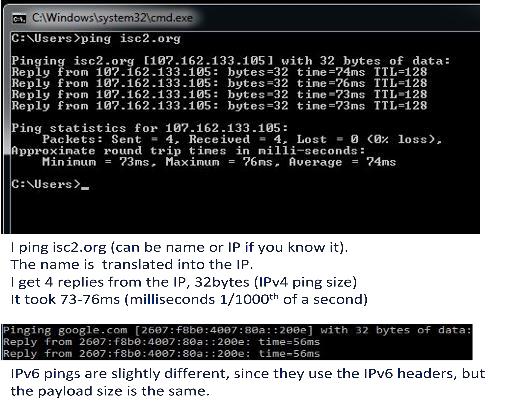 C:\Windows\system32\cmd.exe
C:\Users>ping isc2.org
Pinging isc2.org [107.162.133.105] with 32 bytes of data:
Reply from 107.162.133.105: bytes=32 time=74ms TTL=128
Reply from 107.162.133.105: bytes=32 time=76ms TTL=128
Reply from 107.162.133.105: bytes=32 time=73ms TTL=128
Reply from 107.162.133.105: bytes=32 time=73ms TTL=128
Ping statistics for 107.162.133.105:
Packets: Sent = 4, Received = 4, Lost = 0 (0% loss),
Approximate round trip times in milli-seconds:
Minimum = 73ms, Maximum = 76ms, Average = 74ms
C:\Users>_
I ping isc2.org (can be name or IP if you know it).
The name is translated into the IP.
I get 4 replies from the IP, 32bytes (IPv4 ping size)
It took 73-76ms (milliseconds 1/1000th of a second)
Pinging google.com [2607:f8b0:4007:80a::200e] with 32 bytes of data:
Reply from 2607:f8b0:4007:80a::200e: time=56ms
Reply from 2607:f8b0:4007:80a::200e: time=56ms
IPv6 pings are slightly different, since they use the IPv6 headers, but
the payload size is the same.